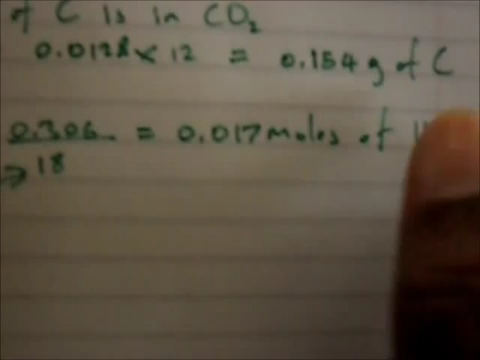 of C is in CO₂
0.0128 × 12 = 0.154 g of C
0.306 = 0.017 moles of
→ 18